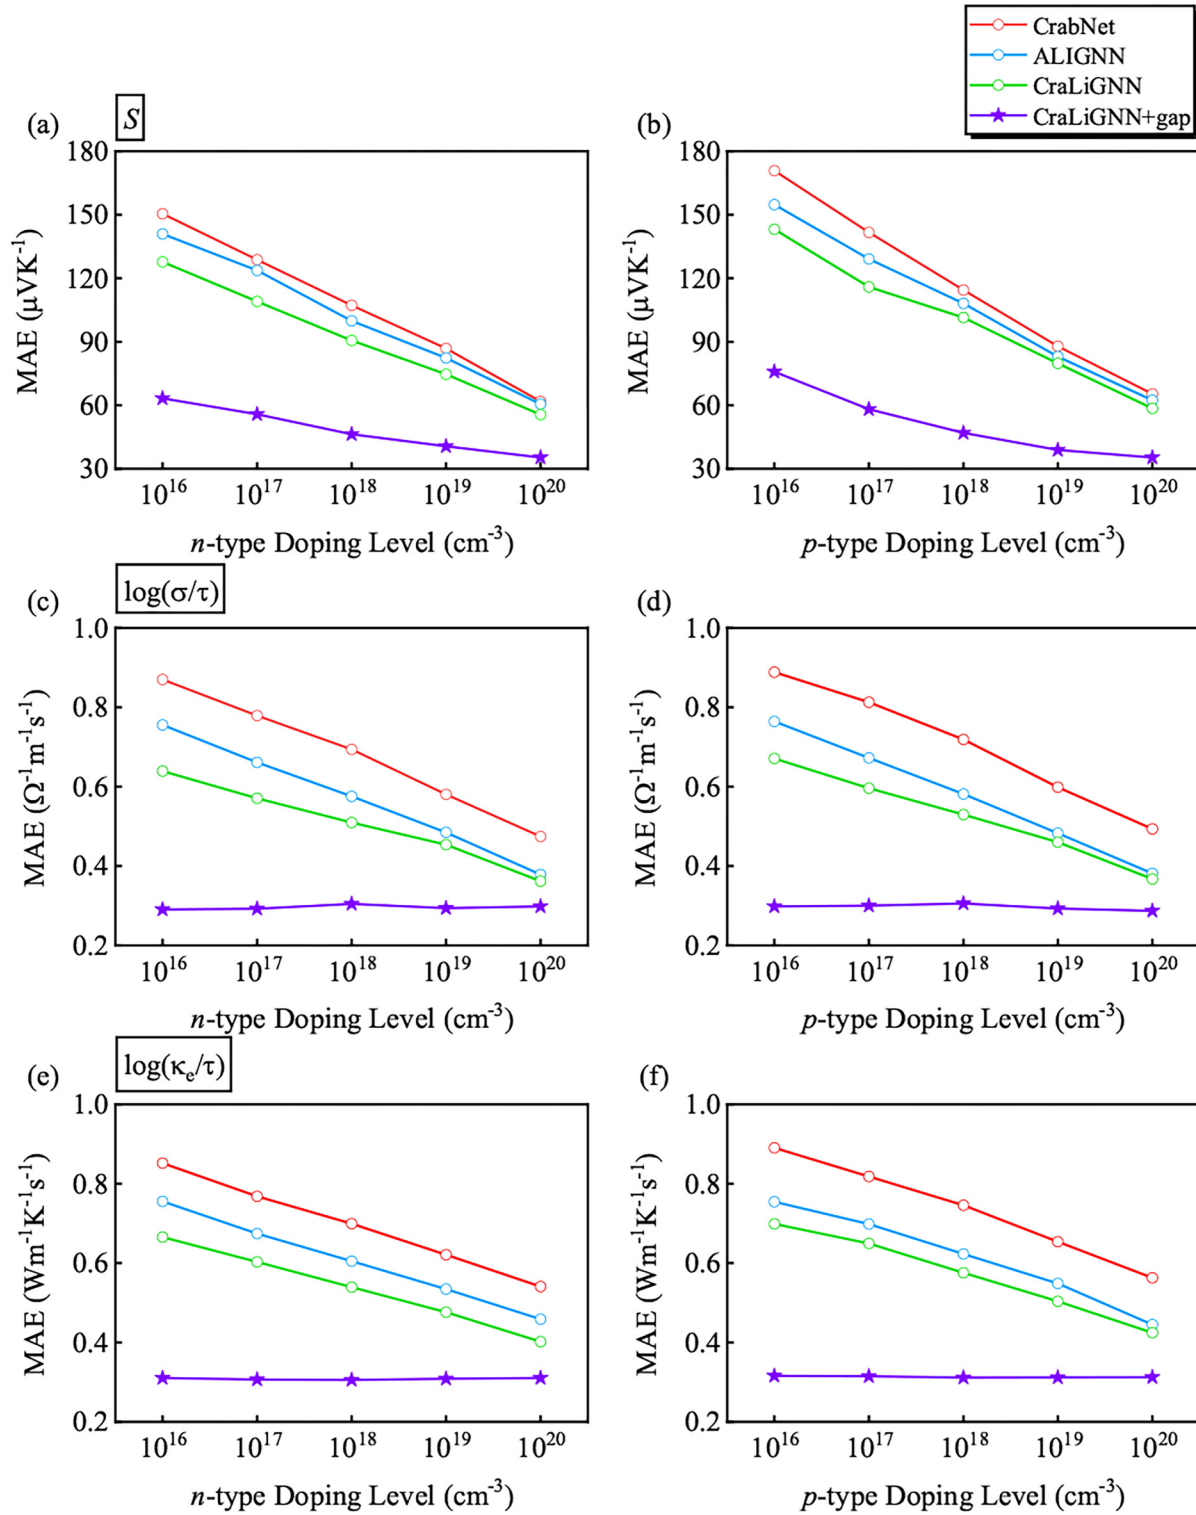 CrabNet
ALIGNN
CraLiGNN
CraLiGNN+gap
(a)
S
(b)
180
150
120
90
60
30
MAE (μVK⁻¹)
10¹⁶ 10¹⁷ 10¹⁸ 10¹⁹ 10²⁰
n-type Doping Level (cm⁻³)
180
150
120
90
60
30
MAE (μVK⁻¹)
10¹⁶ 10¹⁷ 10¹⁸ 10¹⁹ 10²⁰
p-type Doping Level (cm⁻³)
(c)
log(σ/τ)
(d)
1.0
0.8
0.6
0.4
0.2
MAE (Ω⁻¹m⁻¹s⁻¹)
10¹⁶ 10¹⁷ 10¹⁸ 10¹⁹ 10²⁰
n-type Doping Level (cm⁻³)
1.0
0.8
0.6
0.4
0.2
MAE (Ω⁻¹m⁻¹s⁻¹)
10¹⁶ 10¹⁷ 10¹⁸ 10¹⁹ 10²⁰
p-type Doping Level (cm⁻³)
(e)
log(κₑ/τ)
(f)
1.0
0.8
0.6
0.4
0.2
MAE (Wm⁻¹K⁻¹s⁻¹)
10¹⁶ 10¹⁷ 10¹⁸ 10¹⁹ 10²⁰
n-type Doping Level (cm⁻³)
1.0
0.8
0.6
0.4
0.2
MAE (Wm⁻¹K⁻¹s⁻¹)
10¹⁶ 10¹⁷ 10¹⁸ 10¹⁹ 10²⁰
p-type Doping Level (cm⁻³)